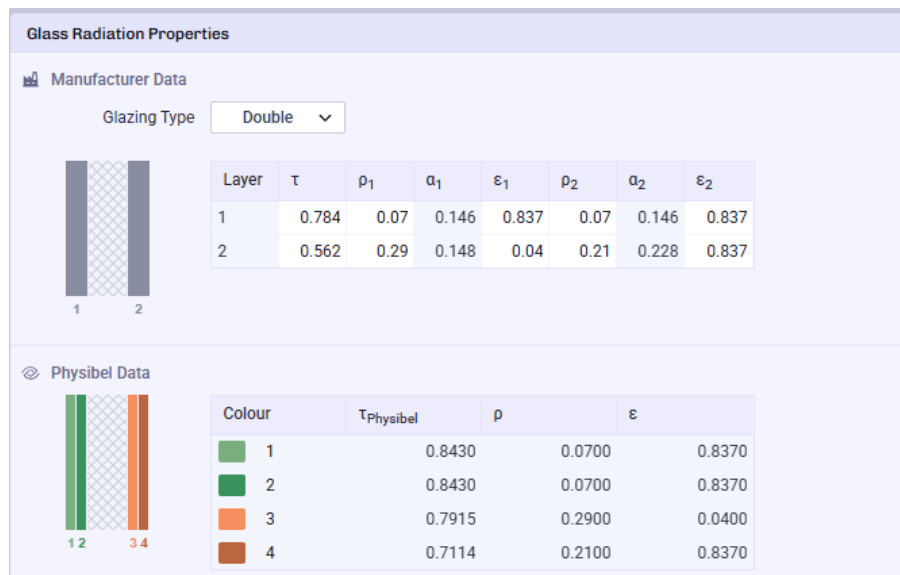 Glass Radiation Properties
Manufacturer Data
Glazing Type Double
Layer τ ρ1 α1 ε1 ρ2 α2 ε2
1 0.784 0.07 0.146 0.837 0.07 0.146 0.837
2 0.562 0.29 0.148 0.04 0.21 0.228 0.837
1 2
Physibel Data
Colour τPhysibel ρ ε
1 0.8430 0.0700 0.8370
2 0.8430 0.0700 0.8370
3 0.7915 0.2900 0.0400
4 0.7114 0.2100 0.8370
1 2 3 4